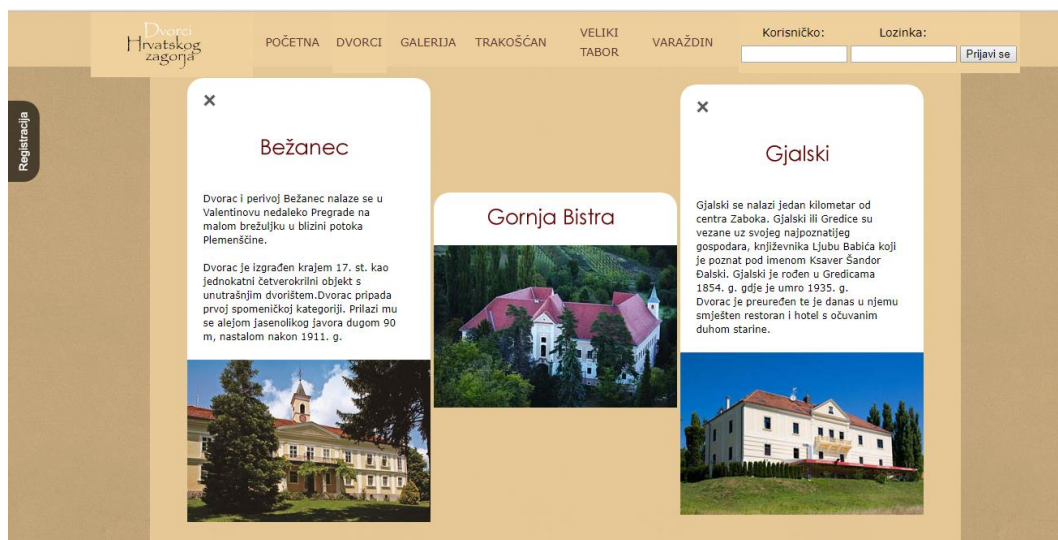 Dvorci
Hrvatskog
zagorja
POČETNA
DVORCI
GALERIJA
TRAKOŠĆAN
VELIKI
TABOR
VARAŽDIN
Korisničko:
Lozinka:
Prijavi se
Registracija
×
Bežanec
Dvorac i perivoj Bežanec nalaze se u
Valentinovu nedaleko Pregrade na
malom brežuljku u blizini potoka
Plemenšćine.
Dvorac je izgrađen krajem 17. st. kao
jednokatni četverokrilni objekt s
unutrašnjim dvorištem.Dvorac pripada
prvoj spomeničkoj kategoriji. Prilazi mu
se alejom jasenolikog javora dugom 90
m, nastalom nakon 1911. g.
Gornja Bistra
×
Gjalski
Gjalski se nalazi jedan kilometar od
centra Zaboka. Gjalski ili Gredice su
vezane uz svojeg najpoznatijeg
gospodara, književnika Ljubu Babića koji
je poznat pod imenom Ksaver Šandor
Đalski. Gjalski je rođen u Gredicama
1854. g. gdje je umro 1935. g.
Dvorac je preuređen te je danas u njemu
smješten restoran i hotel s očuvanim
duhom starine.